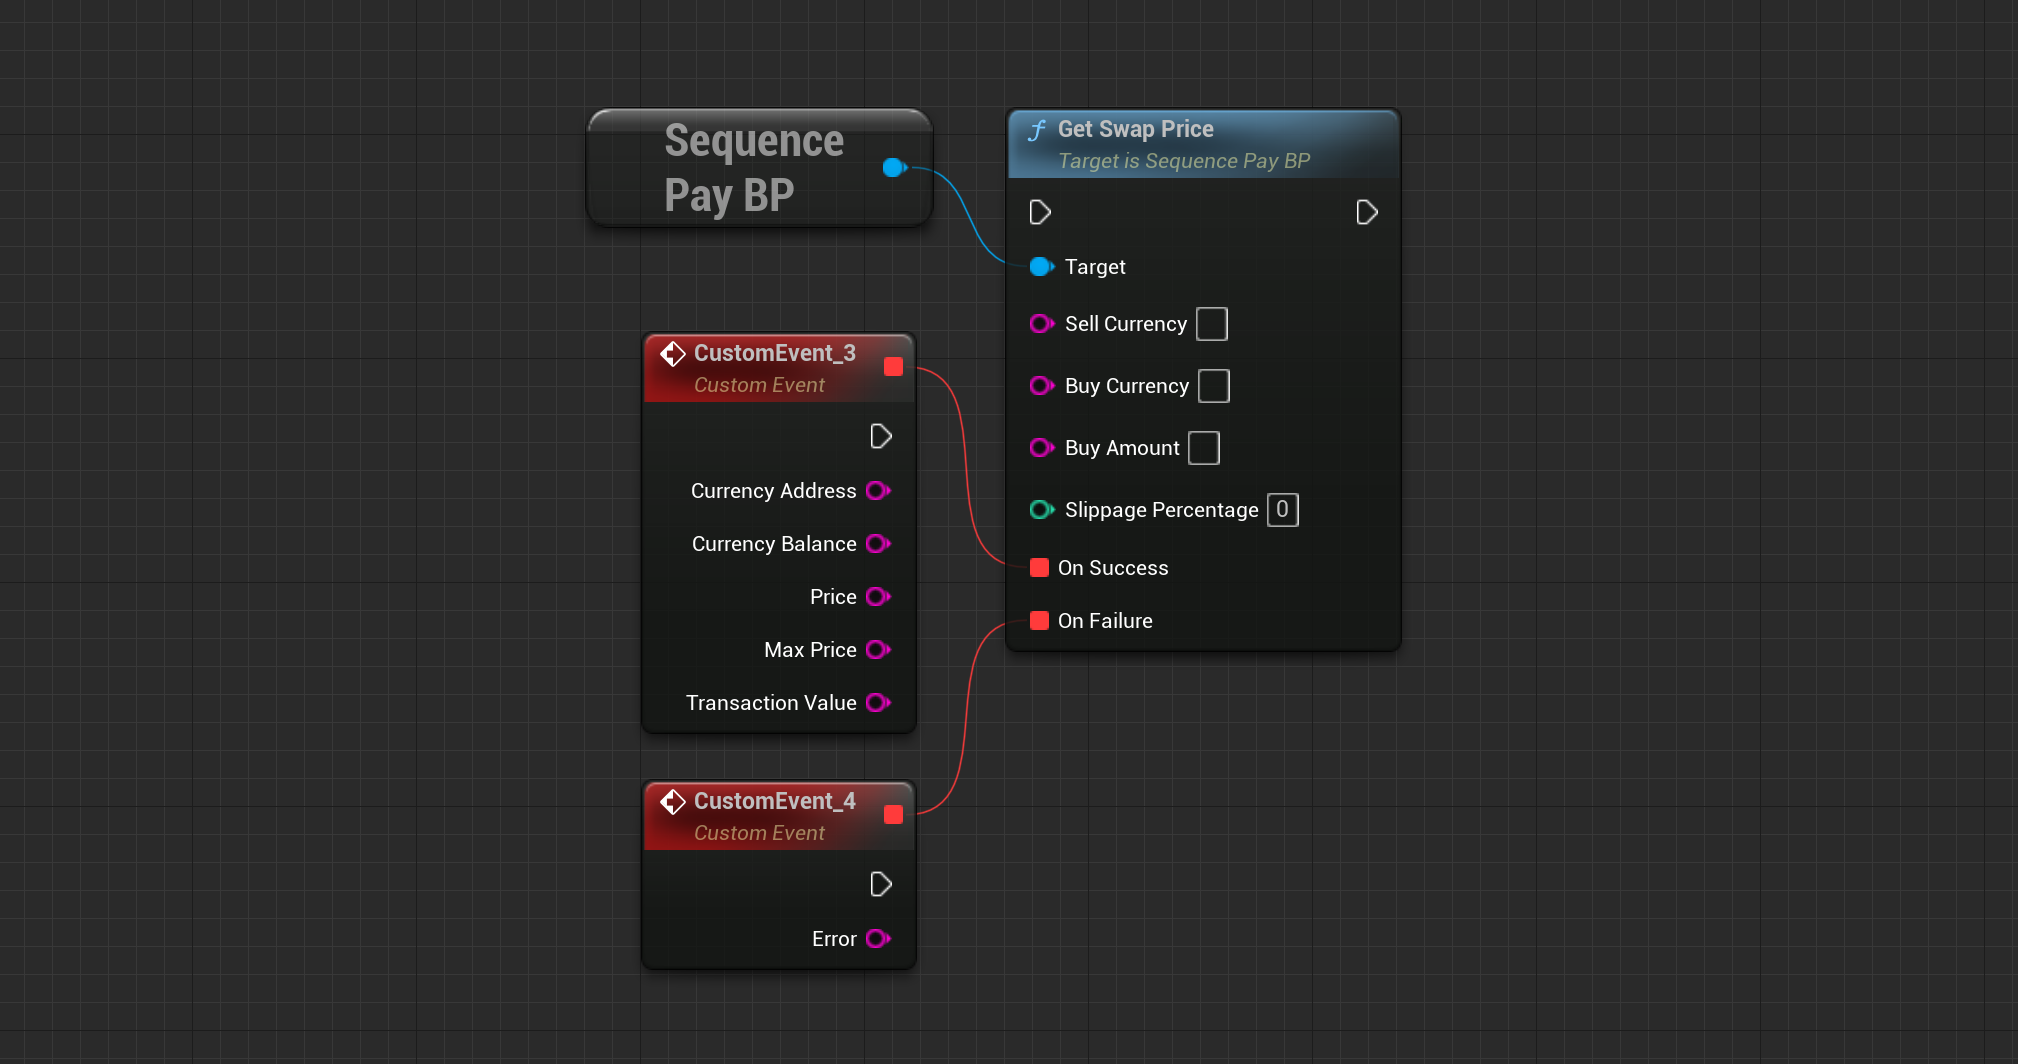 Sequence
Pay BP
Get Swap Price
Target is Sequence Pay BP
Target
Sell Currency
Buy Currency
Buy Amount
Slippage Percentage 0
On Success
On Failure
CustomEvent_3
Custom Event
Currency Address
Currency Balance
Price
Max Price
Transaction Value
CustomEvent_4
Custom Event
Error